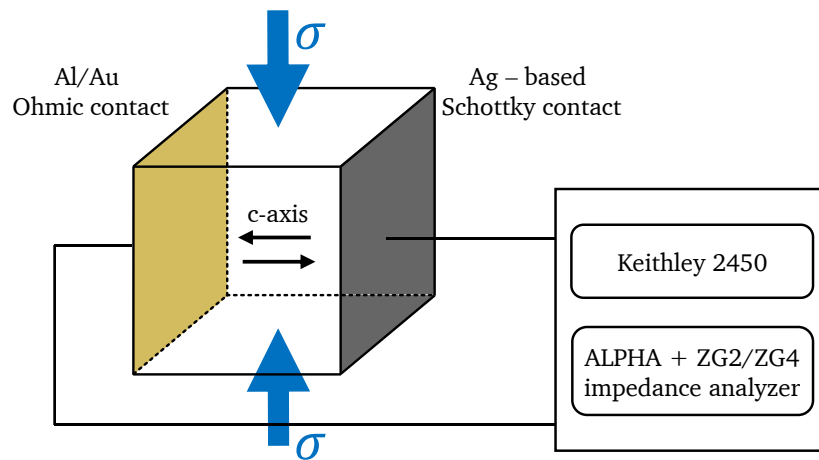 σ
Al/Au
Ohmic contact
Ag – based
Schottky contact
c-axis
Keithley 2450
ALPHA + ZG2/ZG4
impedance analyzer
σ